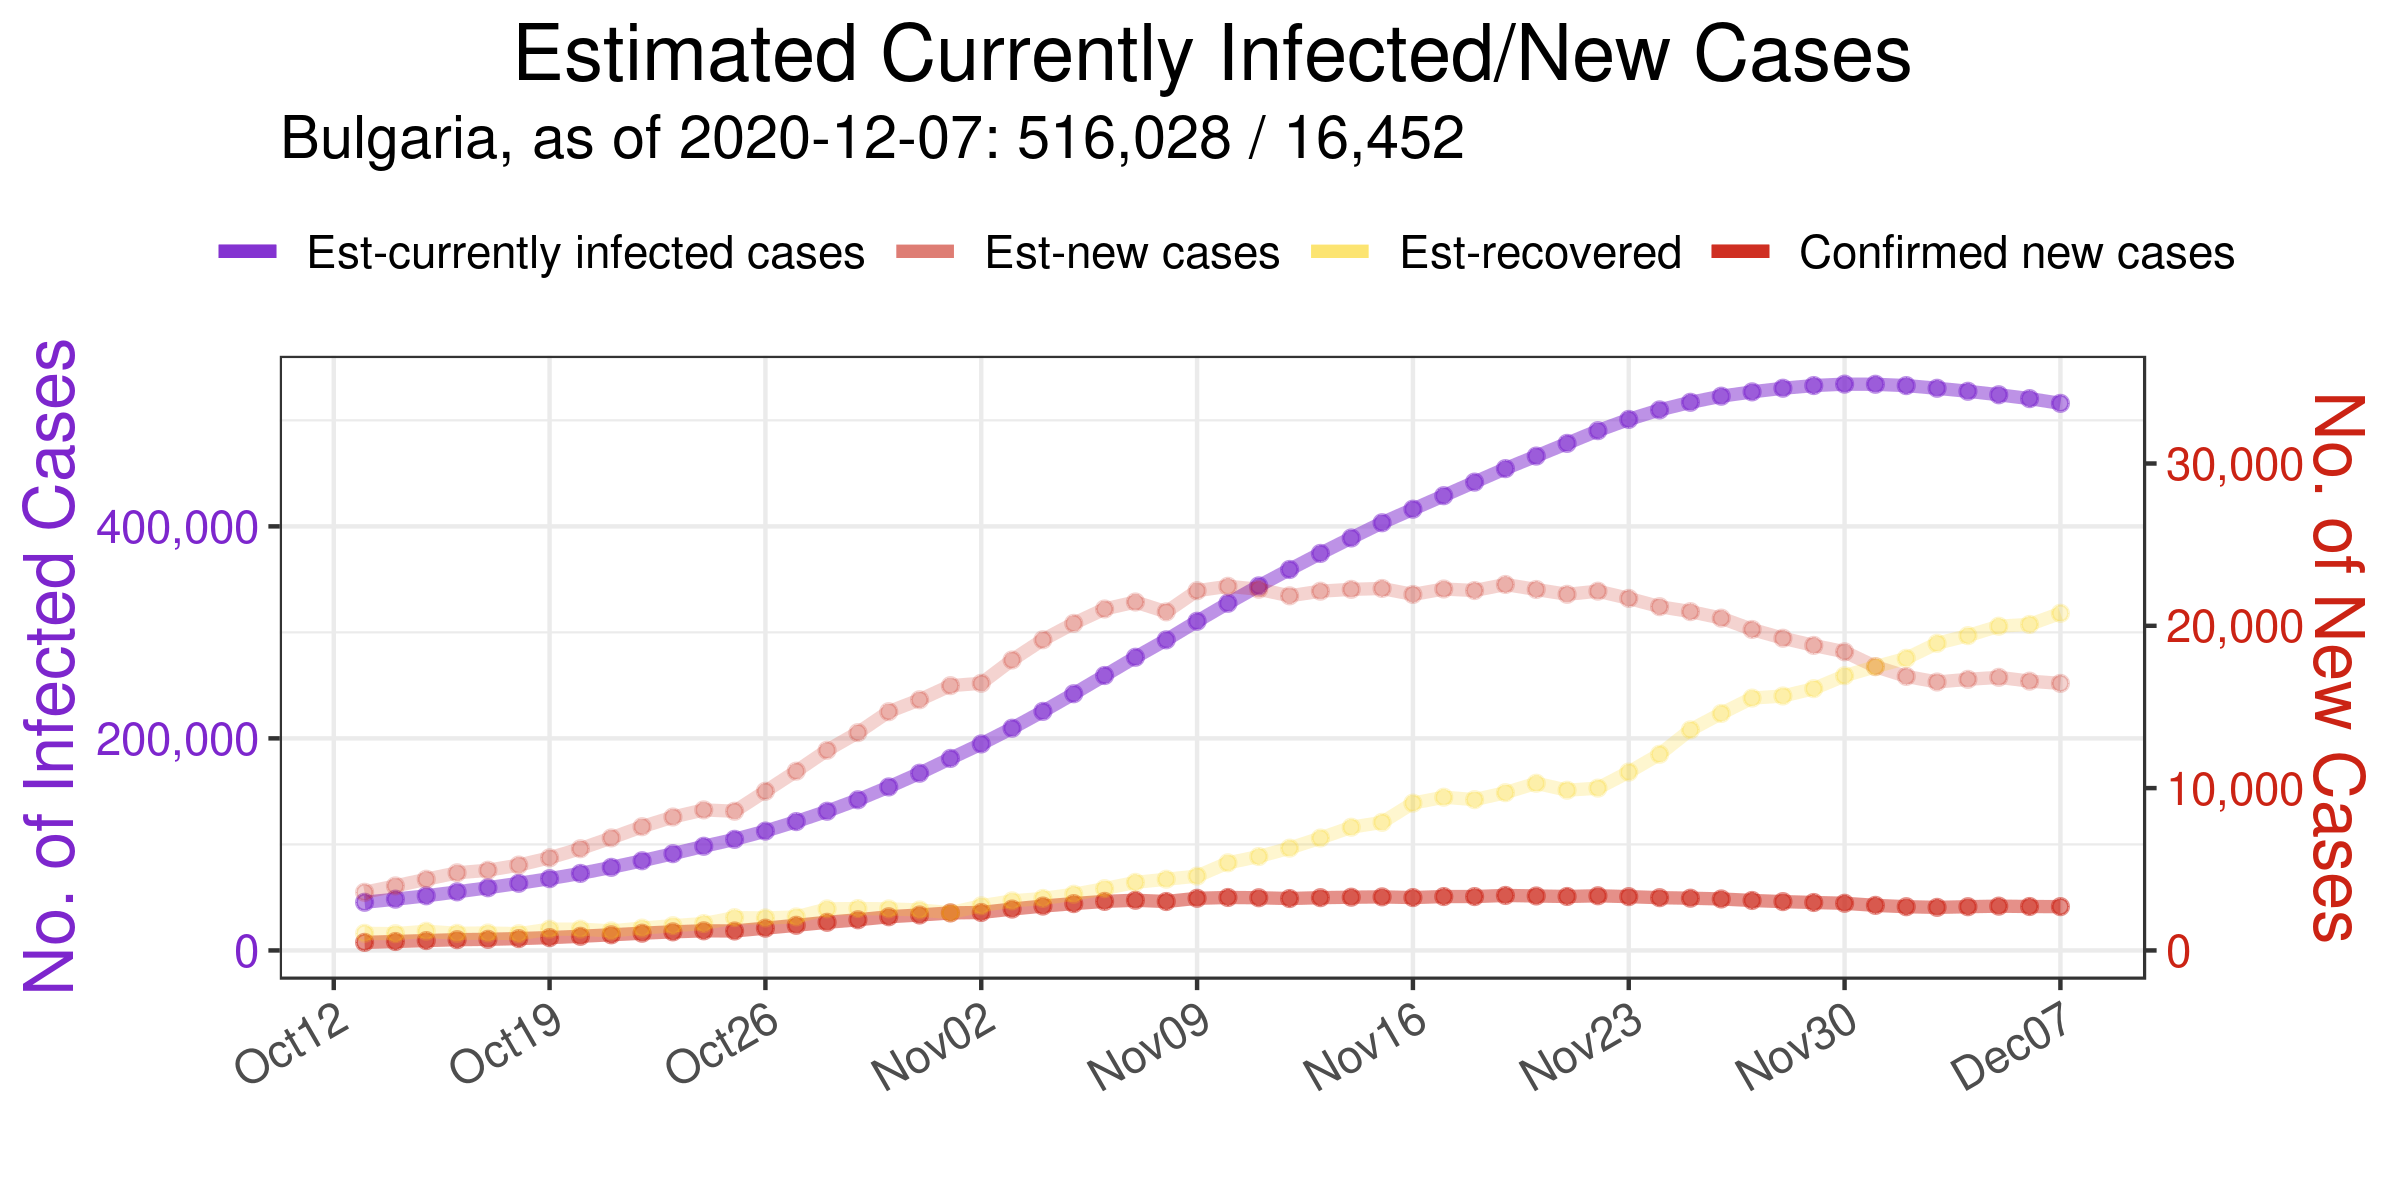 Estimated Currently Infected/New Cases
Bulgaria, as of 2020-12-07: 516,028 / 16,452
Est-currently infected cases Est-new cases Est-recovered Confirmed new cases
No. of Infected Cases
400,000
200,000
0
30,000
20,000
10,000
0
No. of New Cases
Oct12 Oct19 Oct26 Nov02 Nov09 Nov16 Nov23 Nov30 Dec07